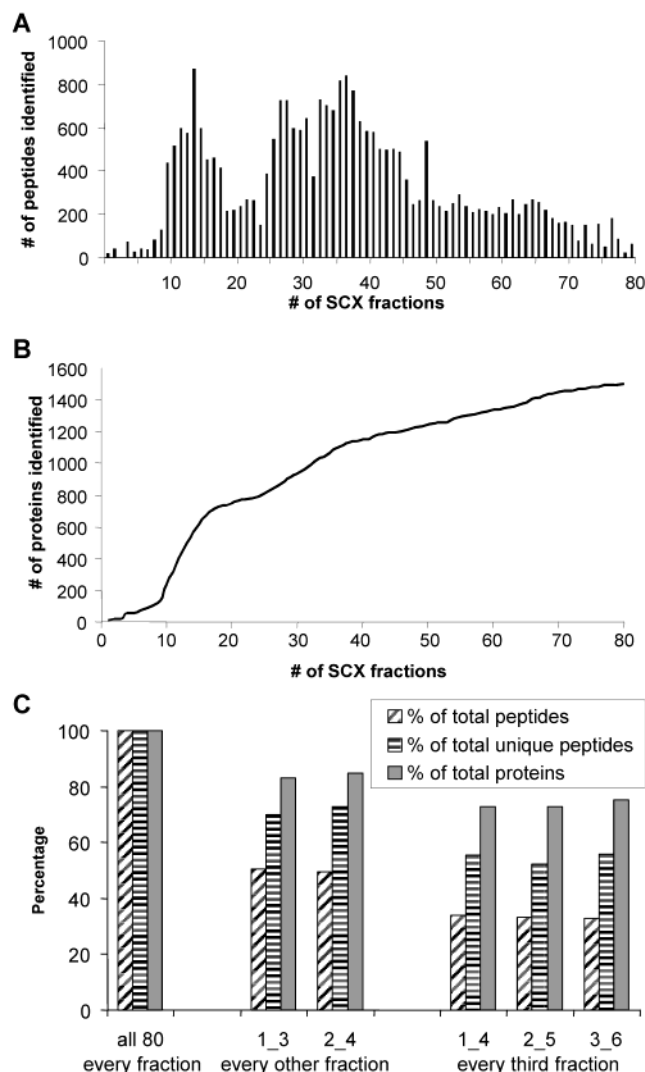 A
# of peptides identified
1000
800
600
400
200
0
10 20 30 40 50 60 70 80
# of SCX fractions
B
# of proteins identified
1600
1400
1200
1000
800
600
400
200
0
0 10 20 30 40 50 60 70 80
# of SCX fractions
C
% of total peptides
% of total unique peptides
% of total proteins
Percentage
100
80
60
40
20
0
all 80 1_3 2_4 1_4 2_5 3_6
every fraction every other fraction every third fraction